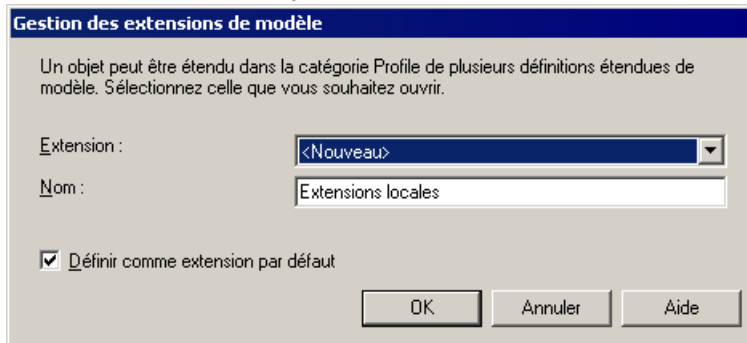 Gestion des extensions de modèle
Un objet peut être étendu dans la catégorie Profile de plusieurs définitions étendues de
modèle. Sélectionnez celle que vous souhaitez ouvrir.
Extension :
<Nouveau>
Nom :
Extensions locales
Définir comme extension par défaut
OK
Annuler
Aide